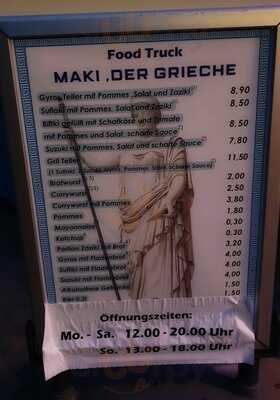 Food Truck
MAKI ,DER GRIECHE
Gyros Teller mit Pommes ,Salat und Zaziki 8,90
Suflaki mit Pommes, Salat und Zaziki 8,50
Bifteki gefüllt mit Schafkäse und Tomate
mit Pommes und Salat, scharfe Sauce 8,50
Suzuki mit Pommes, Salat und scharfe Sauce 7,80
Grill Teller 11,50
Bratwurst 2,00
Currywurst 2,50
Currywurst mit Pommes 3,80
Pommes 1,80
Mayonnaise 0,30
Ketchup 0,30
Portion Zaziki mit Brot 3,20
Gyros mit Fladenbrot 4,00
Suflaki mit Fladenbrot 4,00
Suzuki mit Fladenbrot 4,00
Alkoholfreie 1,50
1,50
Öffnungszeiten:
Mo. - Sa. 12.00 - 20.00 Uhr
So. 13.00 - 18.00 Uhr